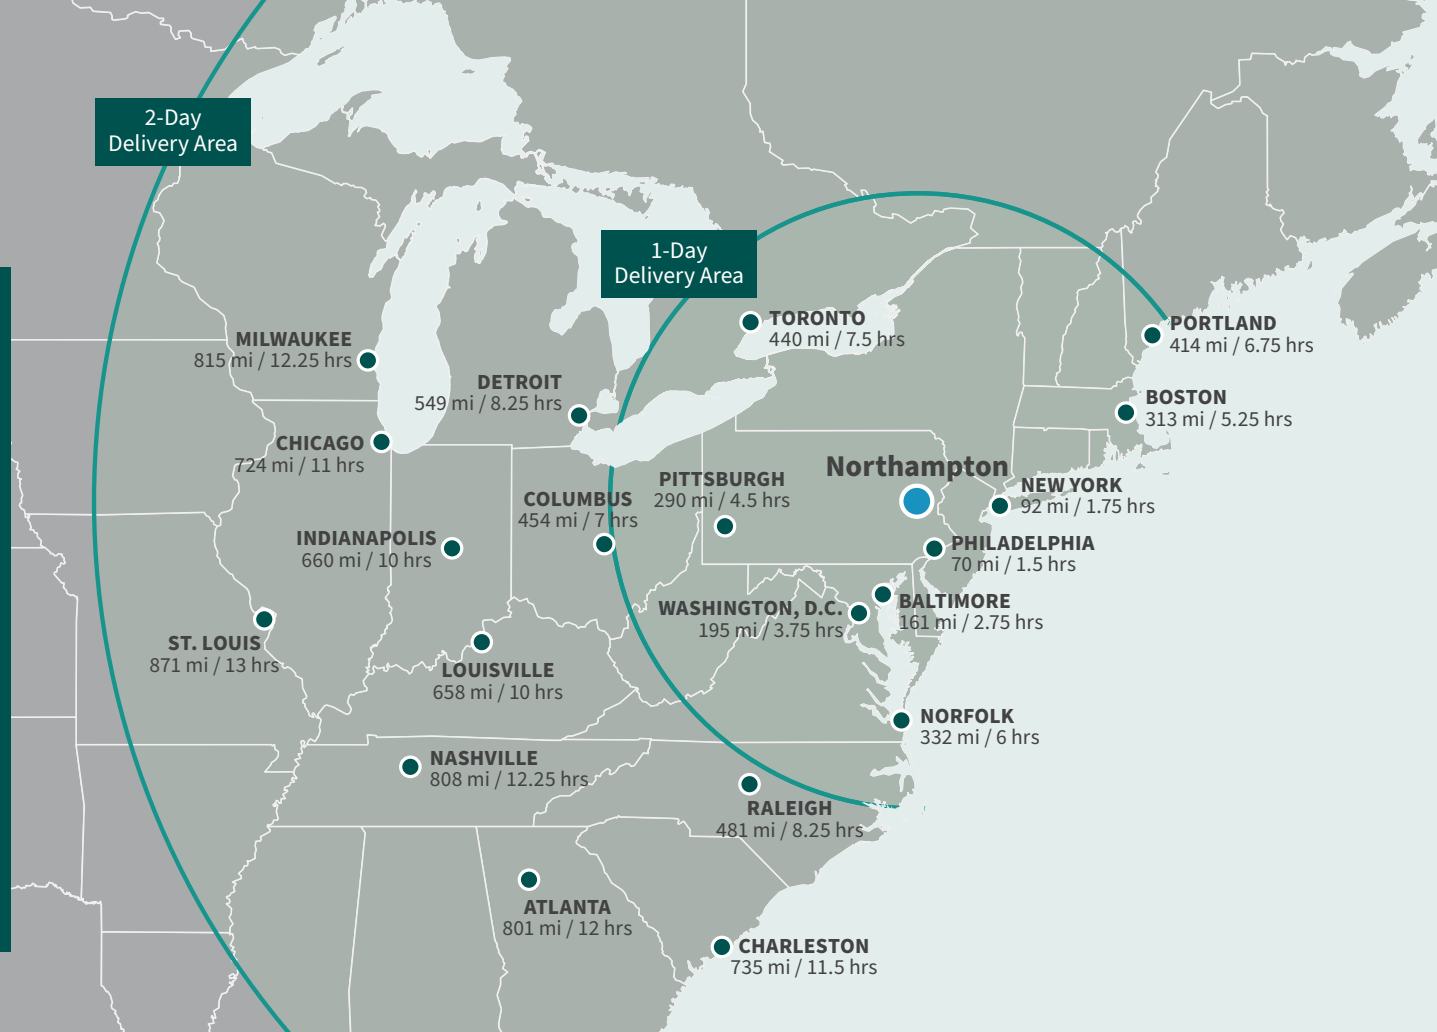 2-Day
Delivery Area
1-Day
Delivery Area
TORONTO
440 mi / 7.5 hrs
PORTLAND
414 mi / 6.75 hrs
MILWAUKEE
815 mi / 12.25 hrs
DETROIT
549 mi / 8.25 hrs
BOSTON
313 mi / 5.25 hrs
CHICAGO
724 mi / 11 hrs
Northampton
PITTSBURGH
290 mi / 4.5 hrs
NEW YORK
92 mi / 1.75 hrs
COLUMBUS
454 mi / 7 hrs
INDIANAPOLIS
660 mi / 10 hrs
PHILADELPHIA
70 mi / 1.5 hrs
WASHINGTON, D.C.
195 mi / 3.75 hrs
BALTIMORE
161 mi / 2.75 hrs
ST. LOUIS
871 mi / 13 hrs
LOUISVILLE
658 mi / 10 hrs
NORFOLK
332 mi / 6 hrs
NASHVILLE
808 mi / 12.25 hrs
RALEIGH
481 mi / 8.25 hrs
ATLANTA
801 mi / 12 hrs
CHARLESTON
735 mi / 11.5 hrs